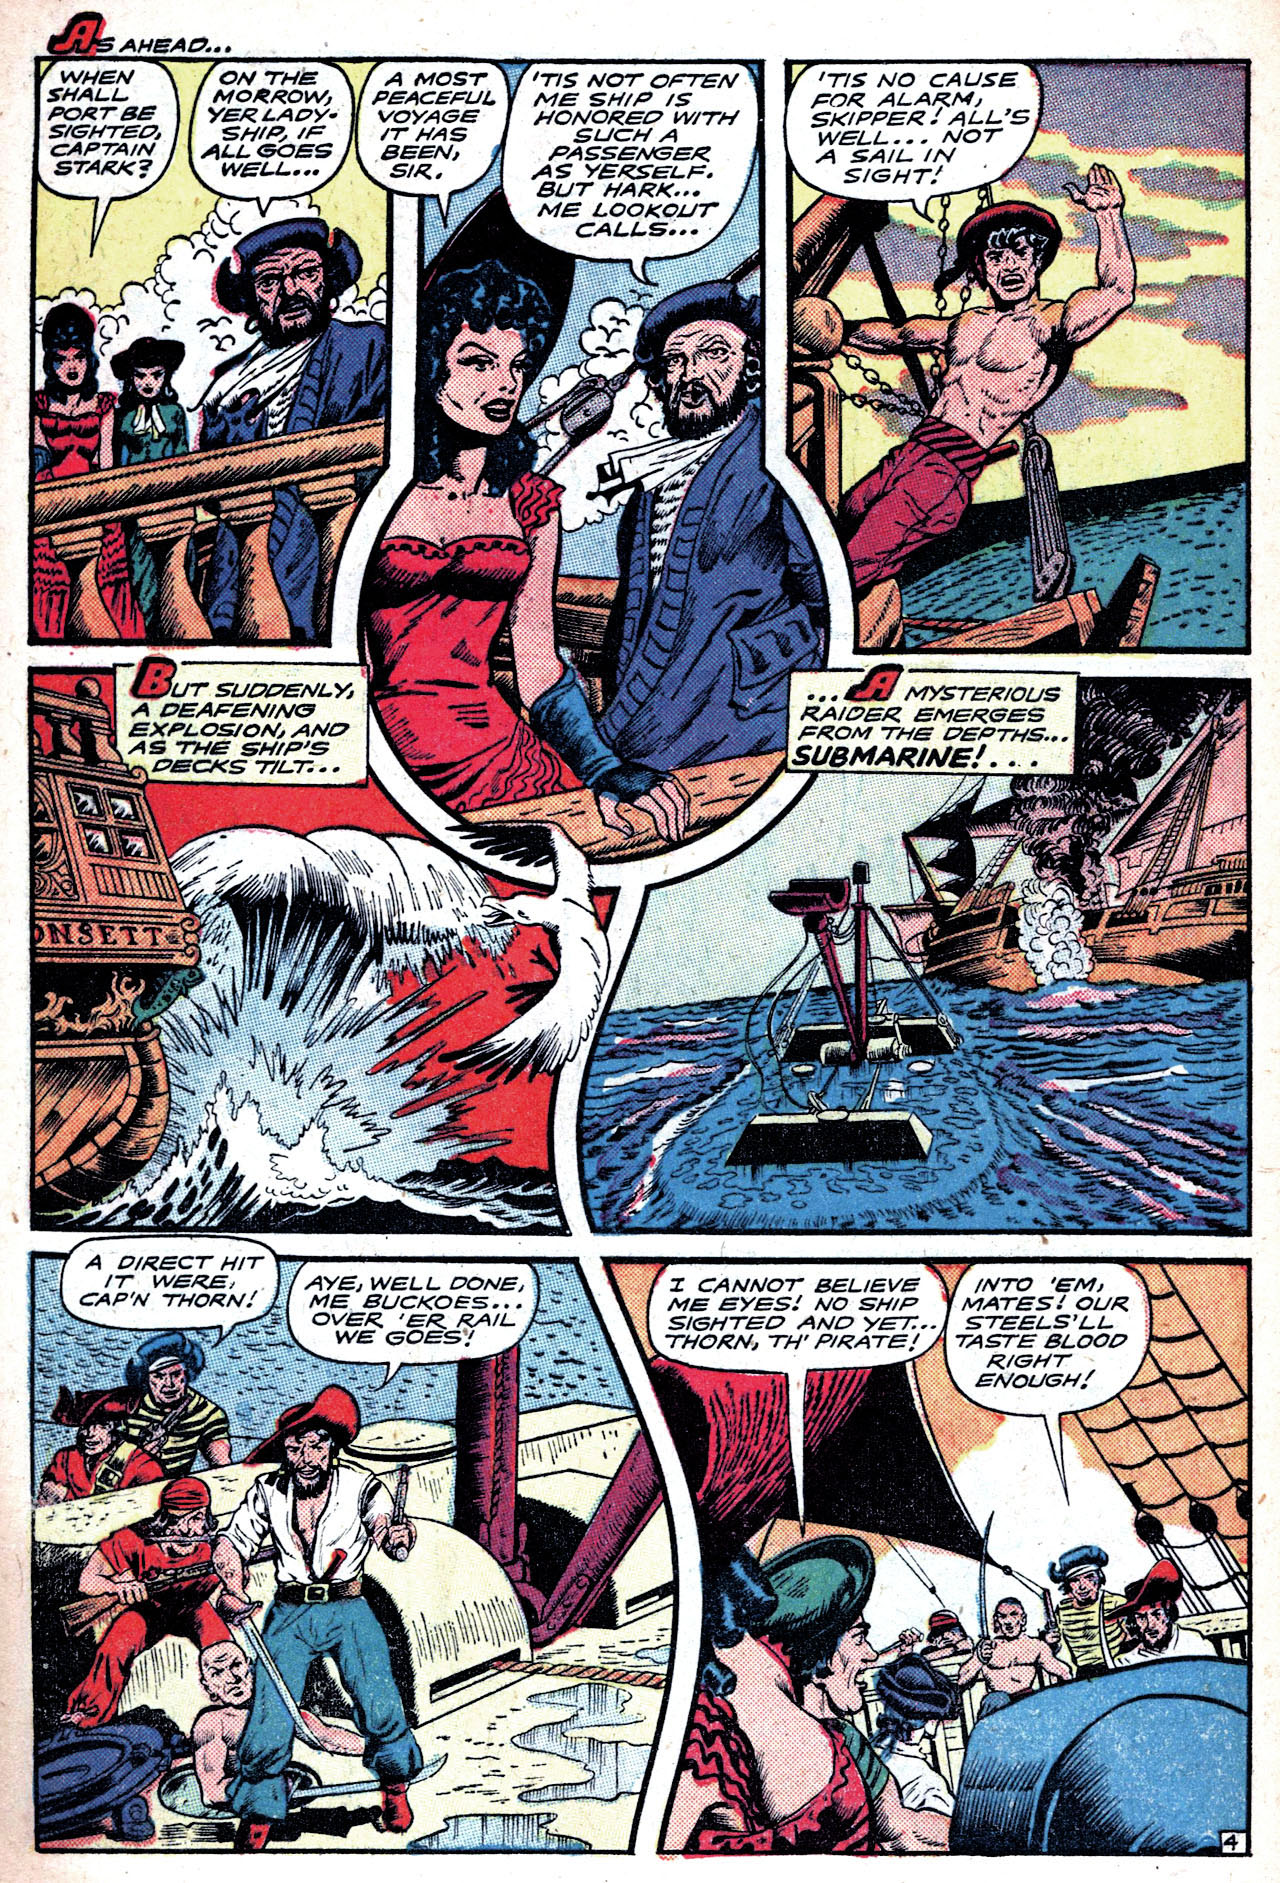 AS AHEAD...
WHEN
SHALL
PORT BE
SIGHTED,
CAPTAIN
STARK?
ON THE
MORROW,
YER LADY-
SHIP, IF
ALL GOES
WELL...
A MOST
PEACEFUL
VOYAGE
IT HAS
BEEN,
SIR.
'TIS NOT OFTEN
ME SHIP IS
HONORED WITH
SUCH A
PASSENGER
AS YERSELF.
BUT HARK...
ME LOOKOUT
CALLS...
'TIS NO CAUSE
FOR ALARM,
SKIPPER! ALL'S
WELL... NOT
A SAIL IN
SIGHT!
BUT SUDDENLY,
A DEAFENING
EXPLOSION, AND
AS THE SHIP'S
DECKS TILT...
ONSETT
... A MYSTERIOUS
RAIDER EMERGES
FROM THE DEPTHS...
SUBMARINE!...
A DIRECT HIT
IT WERE,
CAP'N THORN!
AYE, WELL DONE,
ME BUCKOES...
OVER 'ER RAIL
WE GOES!
I CANNOT BELIEVE
ME EYES! NO SHIP
SIGHTED AND YET...
THORN, TH' PIRATE!
INTO 'EM,
MATES! OUR
STEELS'LL
TASTE BLOOD
RIGHT
ENOUGH!
4